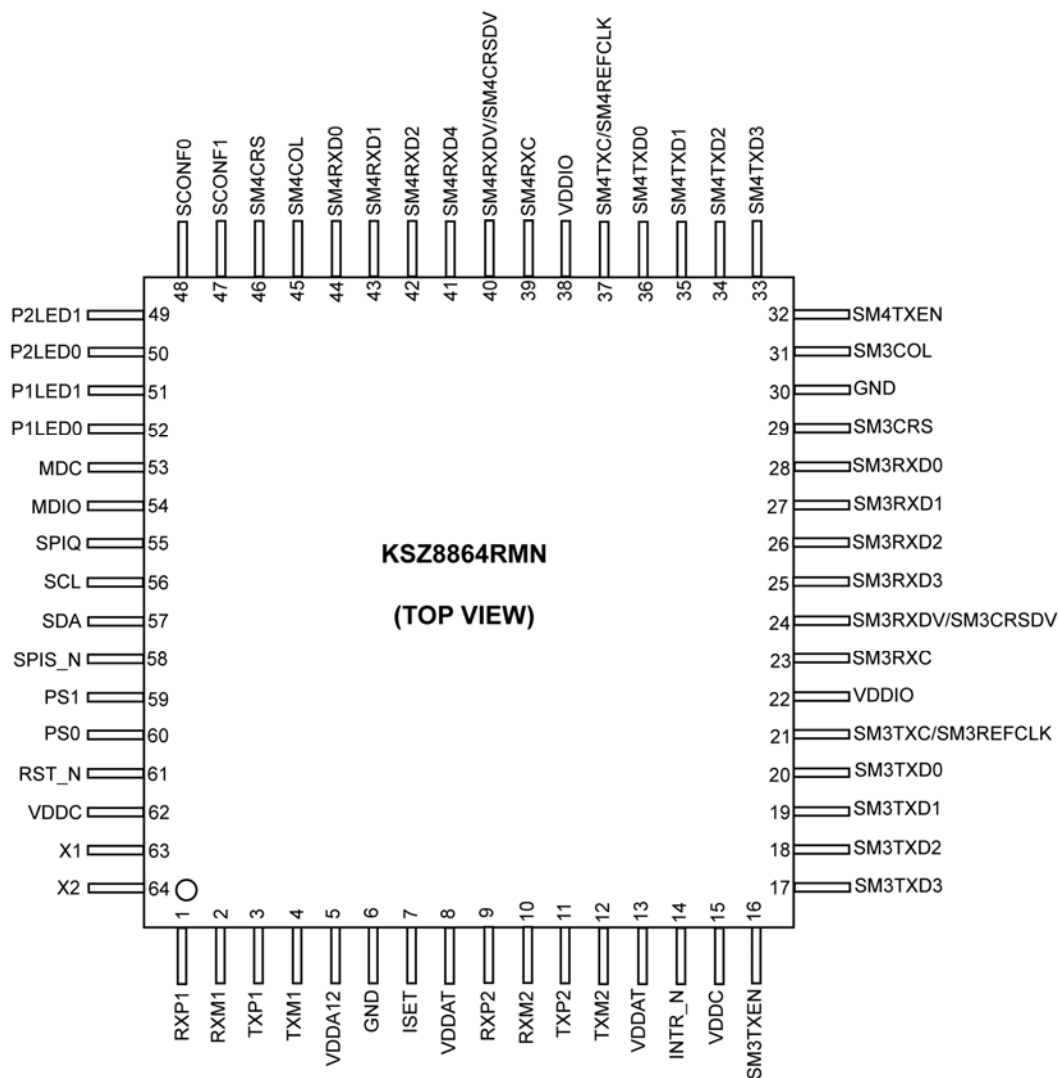 SCONF0
SCONF1
SM4CRS
SM4COL
SM4RXD0
SM4RXD1
SM4RXD2
SM4RXD4
SM4RXDV/SM4CRSDV
SM4RXC
VDDIO
SM4TXC/SM4REFCLK
SM4TXD0
SM4TXD1
SM4TXD2
SM4TXD3
48
47
46
45
44
43
42
41
40
39
38
37
36
35
34
33
P2LED1 49
P2LED0 50
P1LED1 51
P1LED0 52
MDC 53
MDIO 54
SPIQ 55
SCL 56
SDA 57
SPIS_N 58
PS1 59
PS0 60
RST_N 61
VDDC 62
X1 63
X2 64
KSZ8864RMN
(TOP VIEW)
32 SM4TXEN
31 SM3COL
30 GND
29 SM3CRS
28 SM3RXD0
27 SM3RXD1
26 SM3RXD2
25 SM3RXD3
24 SM3RXDV/SM3CRSDV
23 SM3RXC
22 VDDIO
21 SM3TXC/SM3REFCLK
20 SM3TXD0
19 SM3TXD1
18 SM3TXD2
17 SM3TXD3
1
2
3
4
5
6
7
8
9
10
11
12
13
14
15
16
RXP1
RXM1
TXP1
TXM1
VDDA12
GND
ISET
VDDAT
RXP2
RXM2
TXP2
TXM2
VDDAT
INTR_N
VDDC
SM3TXEN